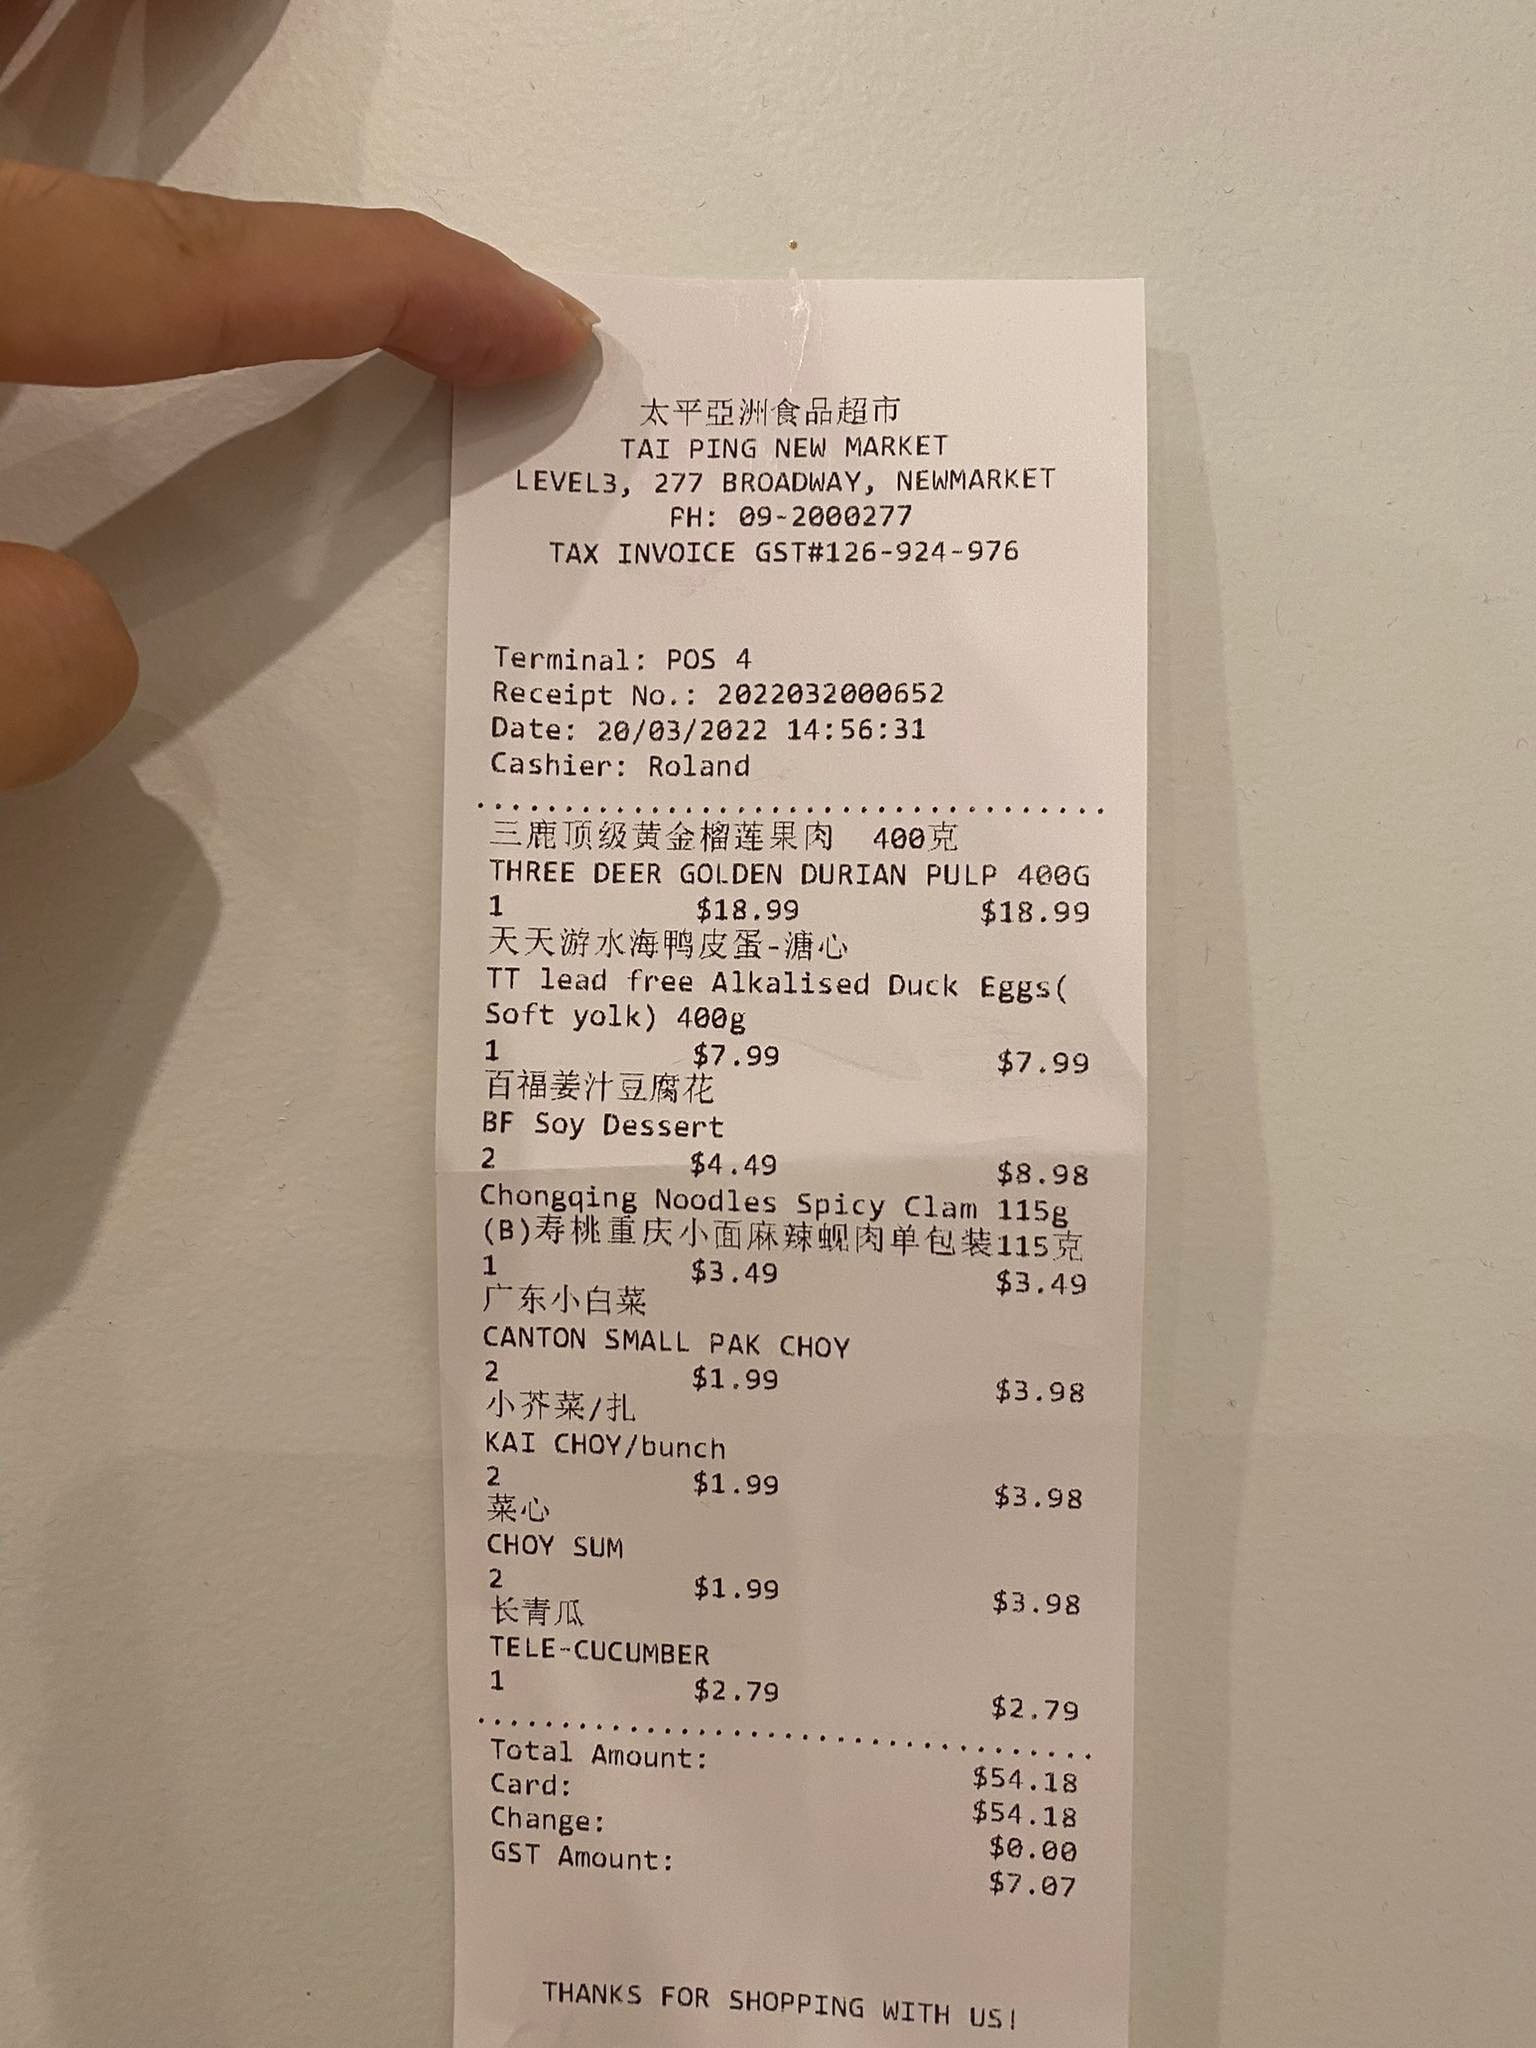 太平亞洲食品超市
TAI PING NEW MARKET
LEVEL3, 277 BROADWAY, NEWMARKET
PH: 09-2000277
TAX INVOICE GST#126-924-976
Terminal: POS 4
Receipt No.: 2022032000652
Date: 20/03/2022 14:56:31
Cashier: Roland
三鹿顶级黄金榴莲果肉 400克
THREE DEER GOLDEN DURIAN PULP 400G
1 $18.99 $18.99
天天游水海鸭皮蛋-溏心
TT lead free Alkalised Duck Eggs(
Soft yolk) 400g
1 $7.99 $7.99
百福姜汁豆腐花
BF Soy Dessert
2 $4.49 $8.98
Chongqing Noodles Spicy Clam 115g
(B)寿桃重庆小面麻辣蚬肉单包装115克
1 $3.49 $3.49
广东小白菜
CANTON SMALL PAK CHOY
2 $1.99 $3.98
小芥菜/扎
KAI CHOY/bunch
2 $1.99 $3.98
菜心
CHOY SUM
2 $1.99 $3.98
长青瓜
TELE-CUCUMBER
1 $2.79 $2.79
Total Amount: $54.18
Card: $54.18
Change: $0.00
GST Amount: $7.07
THANKS FOR SHOPPING WITH US!